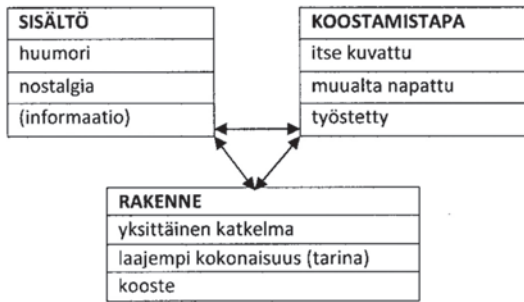 SISÄLTÖ
huumori
nostalgia
(informaatio)
KOOSTAMISTAPA
itse kuvattu
muualta napattu
työstetty
RAKENNE
yksittäinen katkelma
laajempi kokonaisuus (tarina)
kooste